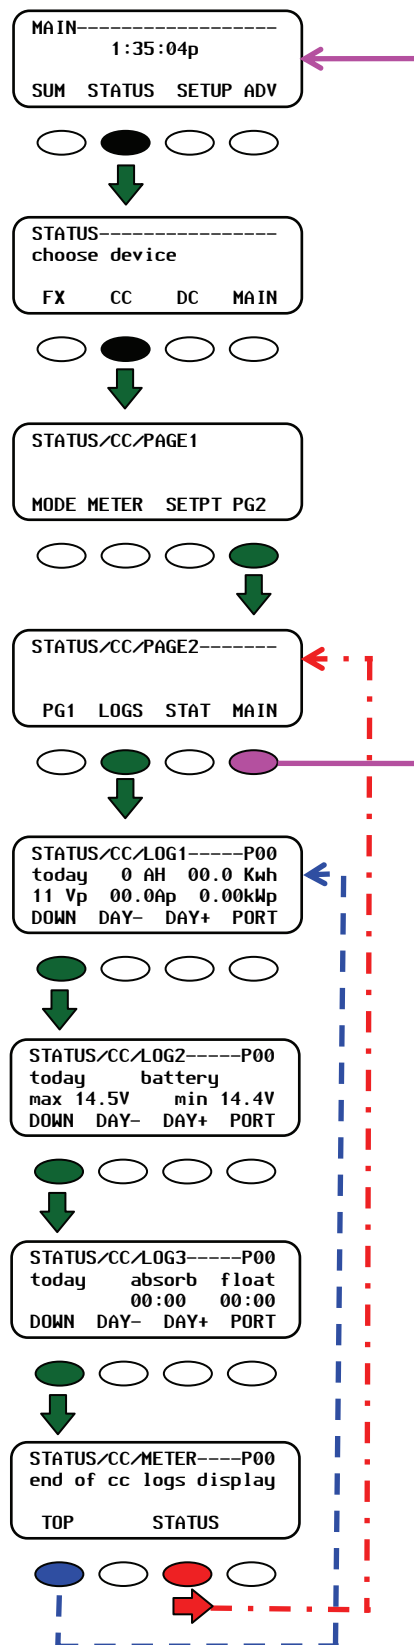 MAIN-------------------
1:35:04p
SUM STATUS SETUP ADV
STATUS----------------
choose device
FX CC DC MAIN
STATUS/CC/PAGE1
MODE METER SETPT PG2
STATUS/CC/PAGE2-------
PG1 LOGS STAT MAIN
STATUS/CC/LOG1-----P00
today 0 AH 00.0 Kwh
11 Vp 00.0Ap 0.00kWp
DOWN DAY- DAY+ PORT
STATUS/CC/LOG2-----P00
today battery
max 14.5V min 14.4V
DOWN DAY- DAY+ PORT
STATUS/CC/LOG3-----P00
today absorb float
00:00 00:00
DOWN DAY- DAY+ PORT
STATUS/CC/METER----P00
end of cc logs display
TOP STATUS